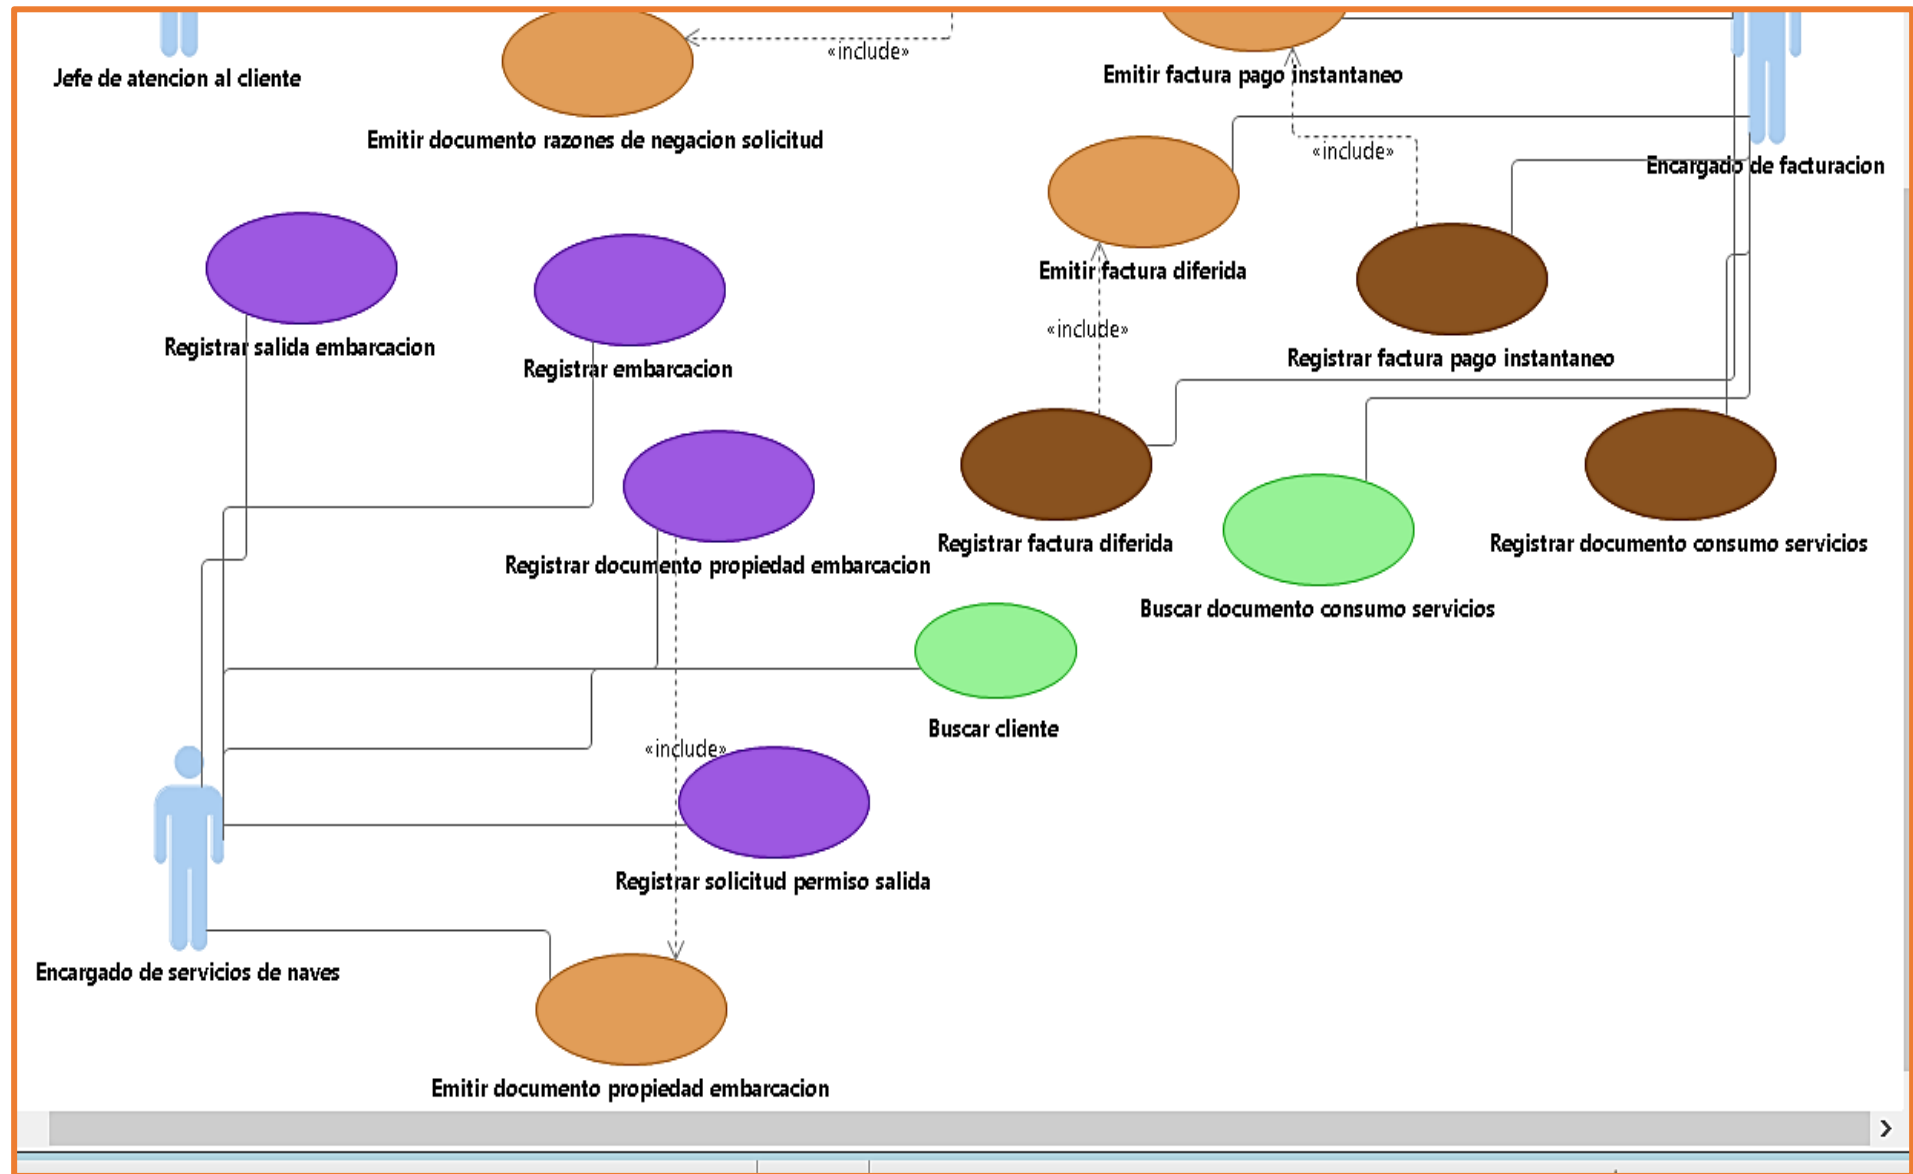 «include»
Jefe de atencion al cliente
Emitir factura pago instantaneo
Emitir documento razones de negacion solicitud
«include»
Encargado de facturacion
Emitir factura diferida
«include»
Registrar salida embarcacion
Registrar embarcacion
Registrar factura pago instantaneo
Registrar documento propiedad embarcacion
Registrar factura diferida
Registrar documento consumo servicios
Buscar documento consumo servicios
Buscar cliente
«include»
Registrar solicitud permiso salida
Encargado de servicios de naves
Emitir documento propiedad embarcacion